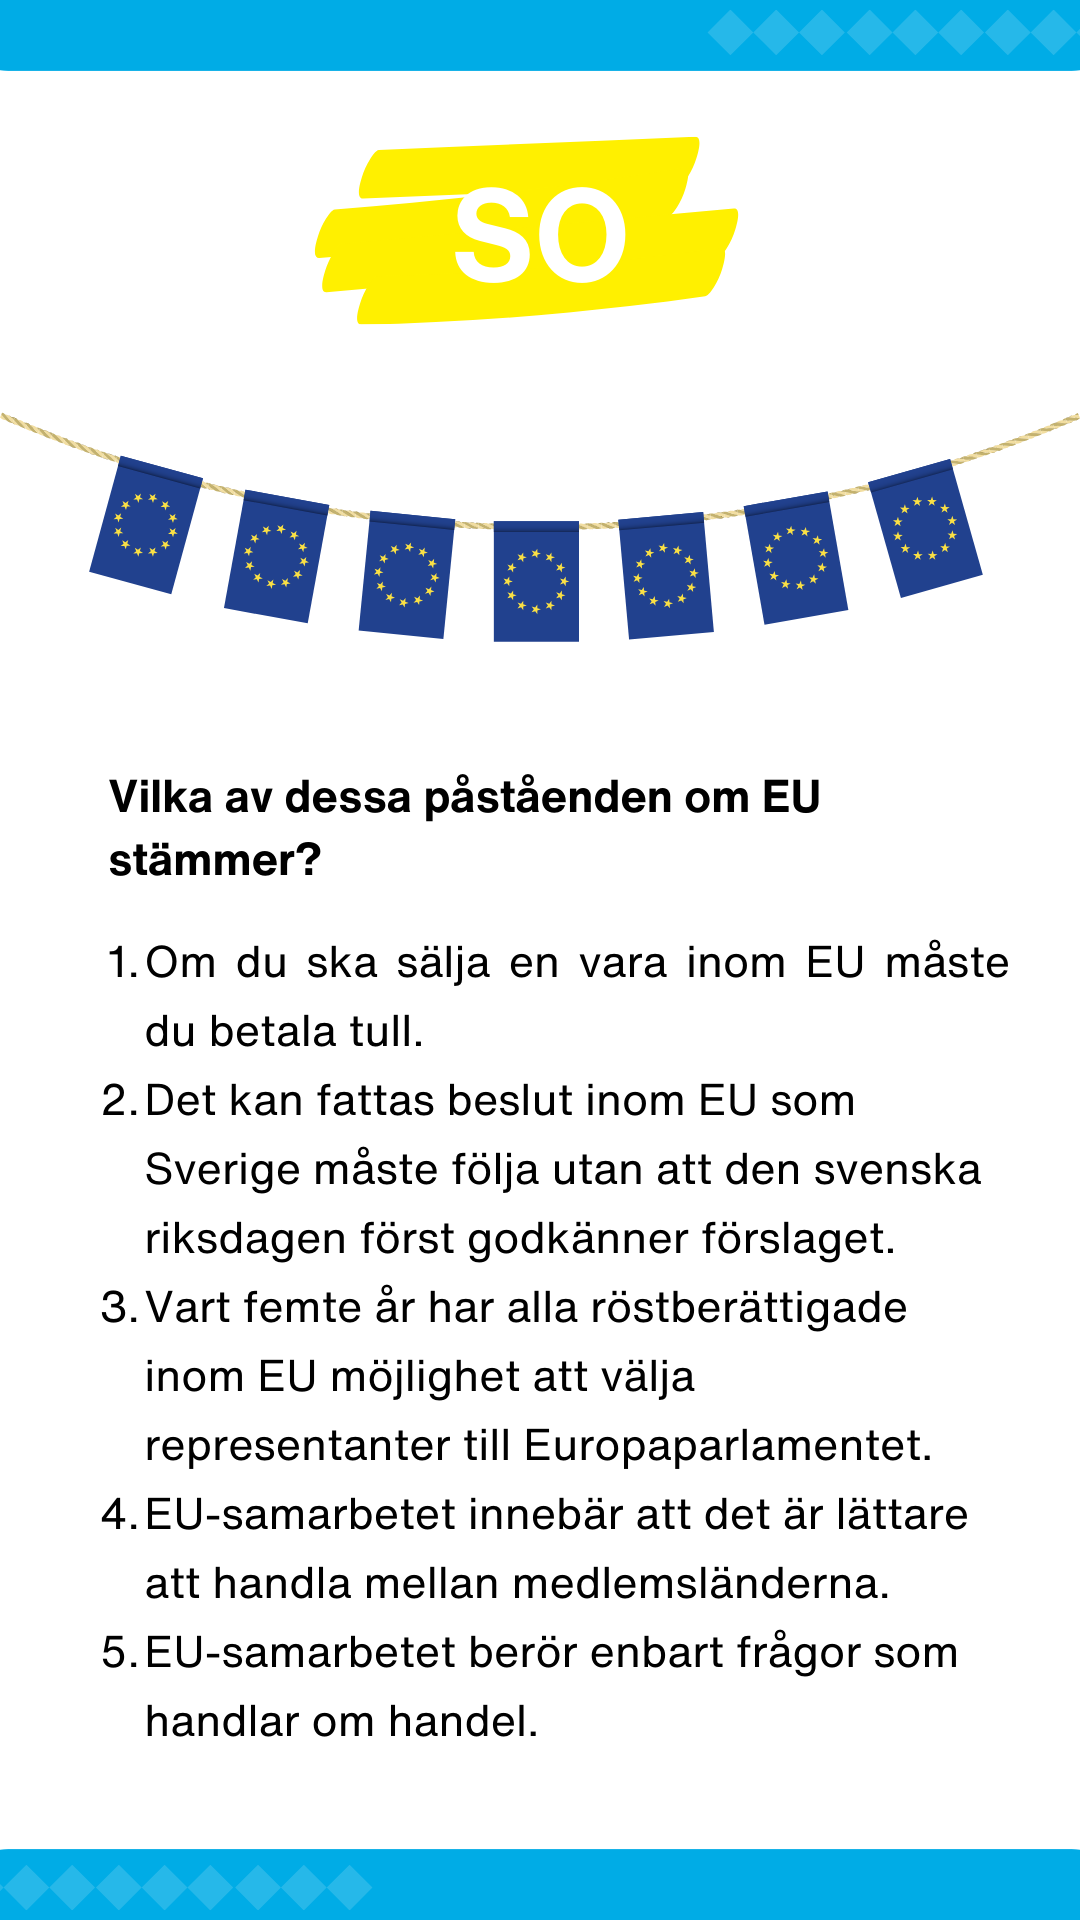 SO
Vilka av dessa påståenden om EU
stämmer?
1. Om du ska sälja en vara inom EU måste
du betala tull.
2. Det kan fattas beslut inom EU som
Sverige måste följa utan att den svenska
riksdagen först godkänner förslaget.
3. Vart femte år har alla röstberättigade
inom EU möjlighet att välja
representanter till Europaparlamentet.
4. EU-samarbetet innebär att det är lättare
att handla mellan medlemsländerna.
5. EU-samarbetet berör enbart frågor som
handlar om handel.